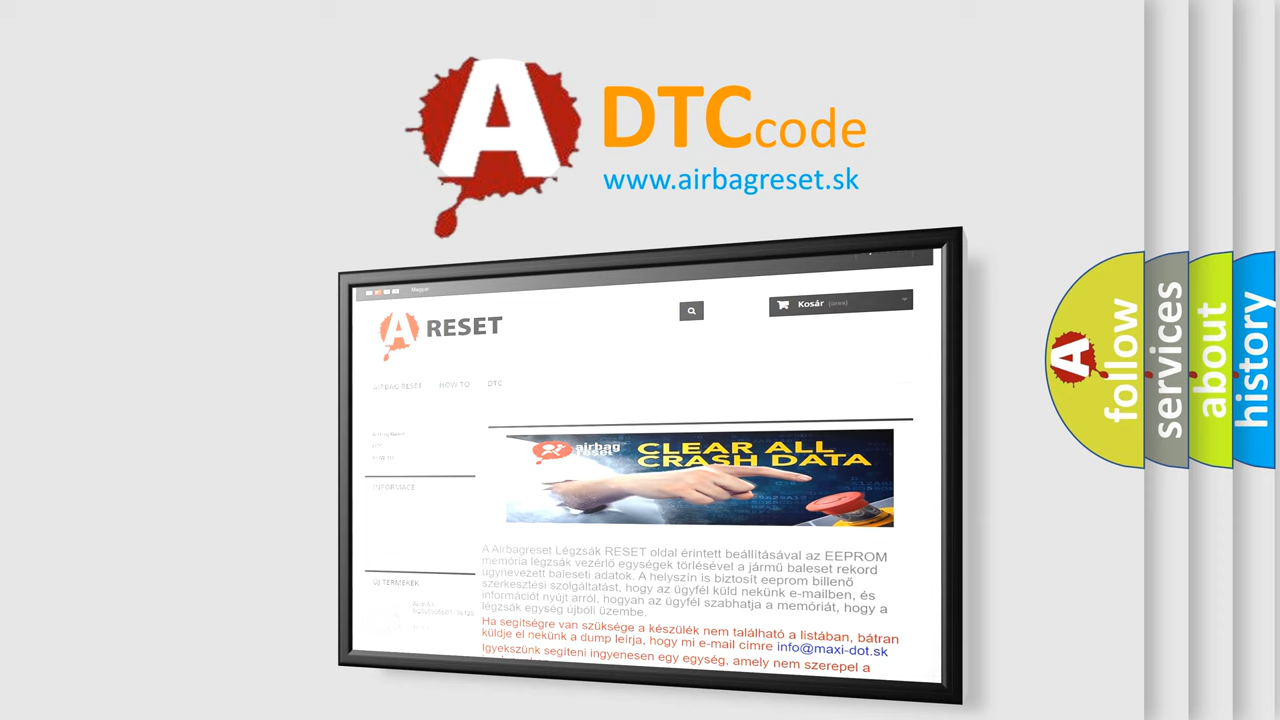 A DTCcode
www.airbagreset.sk
Magyar
A RESET
Kosár (üres)
AIRBAG RESET HOW TO DTC
INFORMACE
airbag
reset
CLEAR ALL
CRASH DATA
A Airbagreset Légzsák RESET oldal érintett beállításával az EEPROM
memória légzsák vezérlő egységek törlésével a jármű baleset rekord
úgynevezett baleseti adatok. A helyszín is biztosít eeprom billenő
szerkesztési szolgáltatást, hogy az ügyfél küld nekünk e-mailben, és
információt nyújt arról, hogyan az ügyfél szabhatja a memóriát, hogy a
légzsák egység újbóli üzembe.
ÚJ TERMÉKEK
Ha segítségre van szüksége a készülék nem található a listában, bátran
küldje el nekünk a dump leírja, hogy mi e-mail címre info@maxi-dot.sk
Igyekszünk segíteni ingyenesen egy egység, amely nem szerepel a
A follow
services
about
history